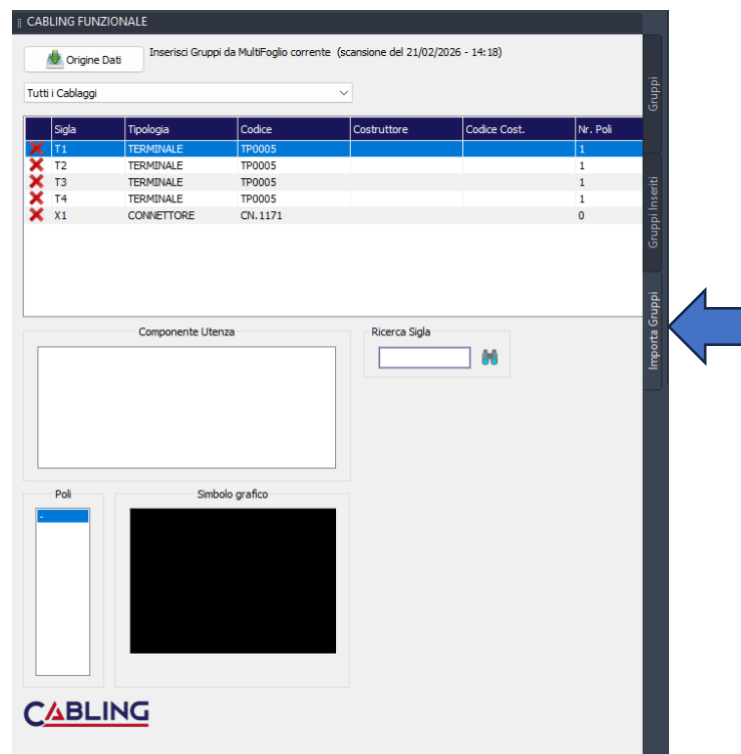 CABLING FUNZIONALE
Origine Dati
Inserisci Gruppi da MultiFoglio corrente (scansione del 21/02/2026 - 14:18)
Tutti i Cablaggi
Sigla Tipologia Codice Costruttore Codice Cost. Nr. Poli
T1 TERMINALE TP0005 1
T2 TERMINALE TP0005 1
T3 TERMINALE TP0005 1
T4 TERMINALE TP0005 1
X1 CONNETTORE CN.1171 0
Gruppi
Gruppi Inseriti
Importa Gruppi
Componente Utenza
Ricerca Sigla
Poli
-
Simbolo grafico
CABLING